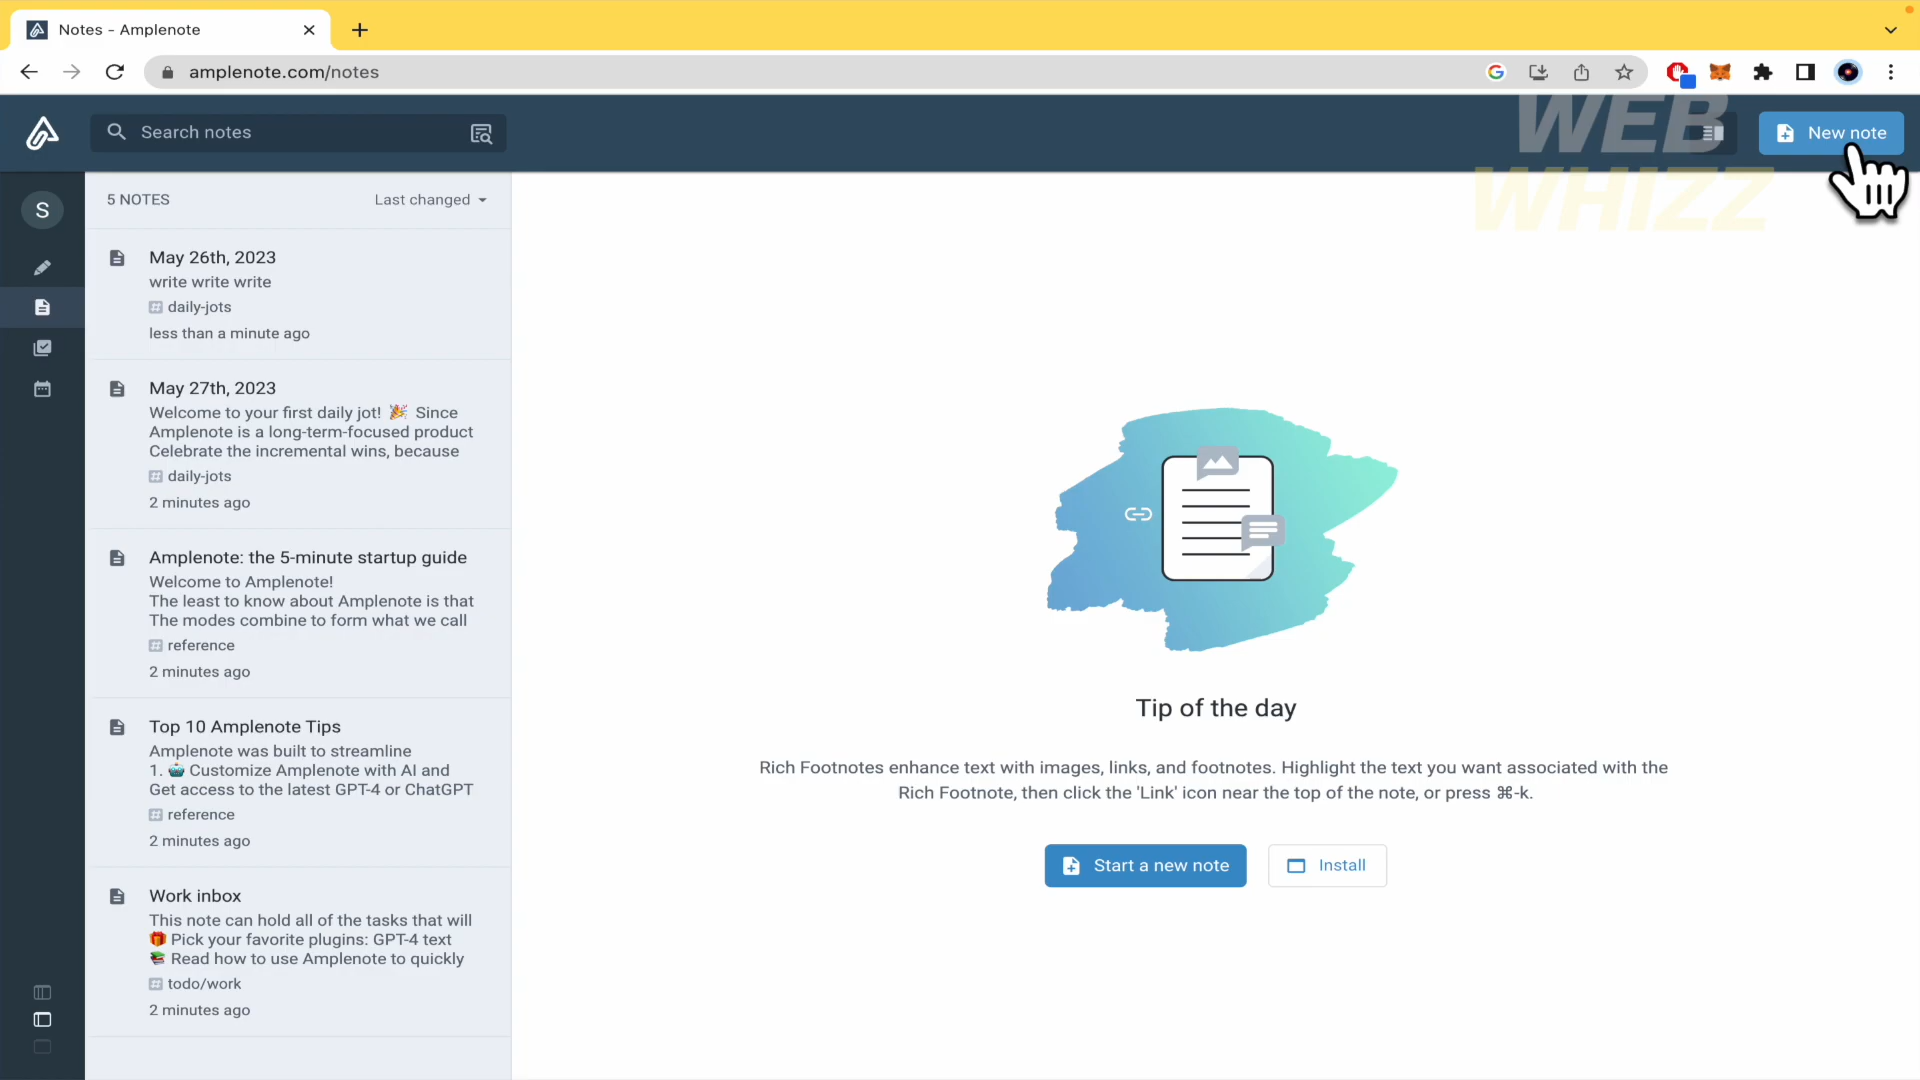 Notes - Amplenote
amplenote.com/notes
Search notes
WEB
WHIZZ
New note
S
5 NOTES
Last changed
May 26th, 2023
write write write
daily-jots
less than a minute ago
May 27th, 2023
Welcome to your first daily jot! 🎉 Since
Amplenote is a long-term-focused product
Celebrate the incremental wins, because
daily-jots
2 minutes ago
Amplenote: the 5-minute startup guide
Welcome to Amplenote!
The least to know about Amplenote is that
The modes combine to form what we call
reference
2 minutes ago
Top 10 Amplenote Tips
Amplenote was built to streamline
1. 🤖 Customize Amplenote with AI and
Get access to the latest GPT-4 or ChatGPT
reference
2 minutes ago
Work inbox
This note can hold all of the tasks that will
🎁 Pick your favorite plugins: GPT-4 text
📚 Read how to use Amplenote to quickly
todo/work
2 minutes ago
Tip of the day
Rich Footnotes enhance text with images, links, and footnotes. Highlight the text you want associated with the
Rich Footnote, then click the 'Link' icon near the top of the note, or press ⌘-k.
Start a new note
Install